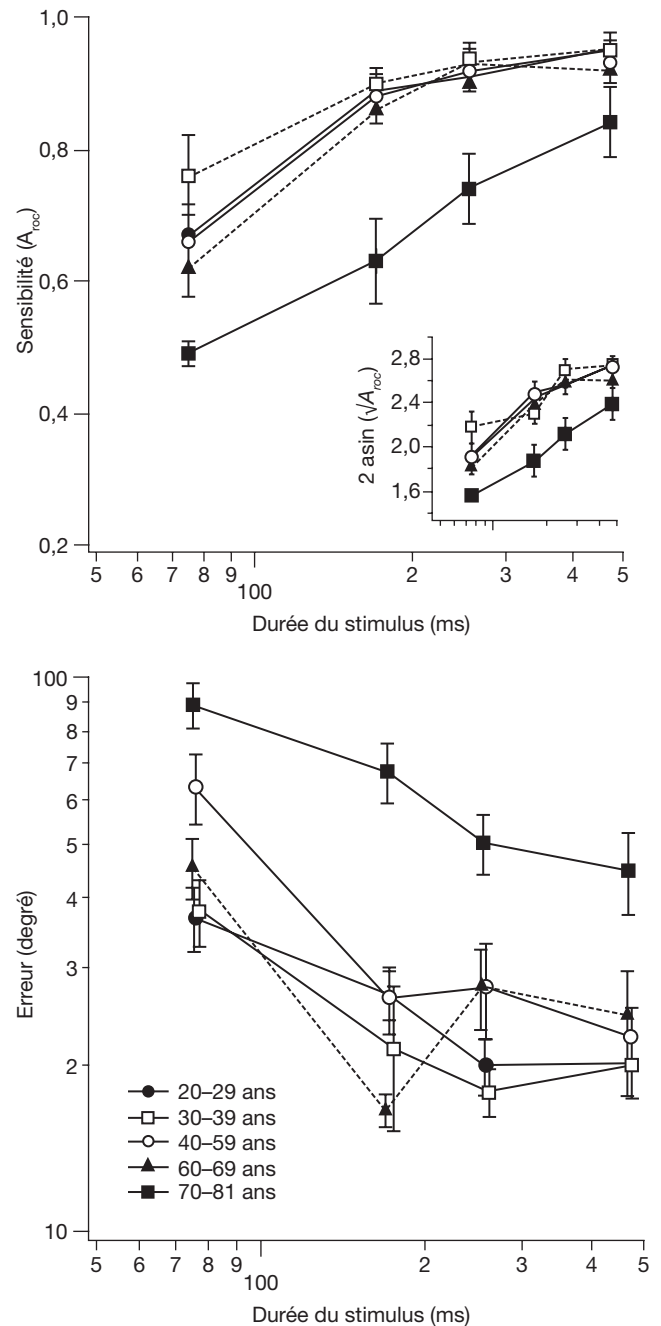 1,0
0,8
0,6
0,4
0,2
Sensibilité (A_roc)
2,8
2,4
2,0
1,6
2 asin (√A_roc)
5 6 7 8 9 100 2 3 4 5
Durée du stimulus (ms)
100
9
8
7
6
5
4
3
20
10
Erreur (degré)
20–29 ans
30–39 ans
40–59 ans
60–69 ans
70–81 ans
5 6 7 8 9 100 2 3 4 5
Durée du stimulus (ms)